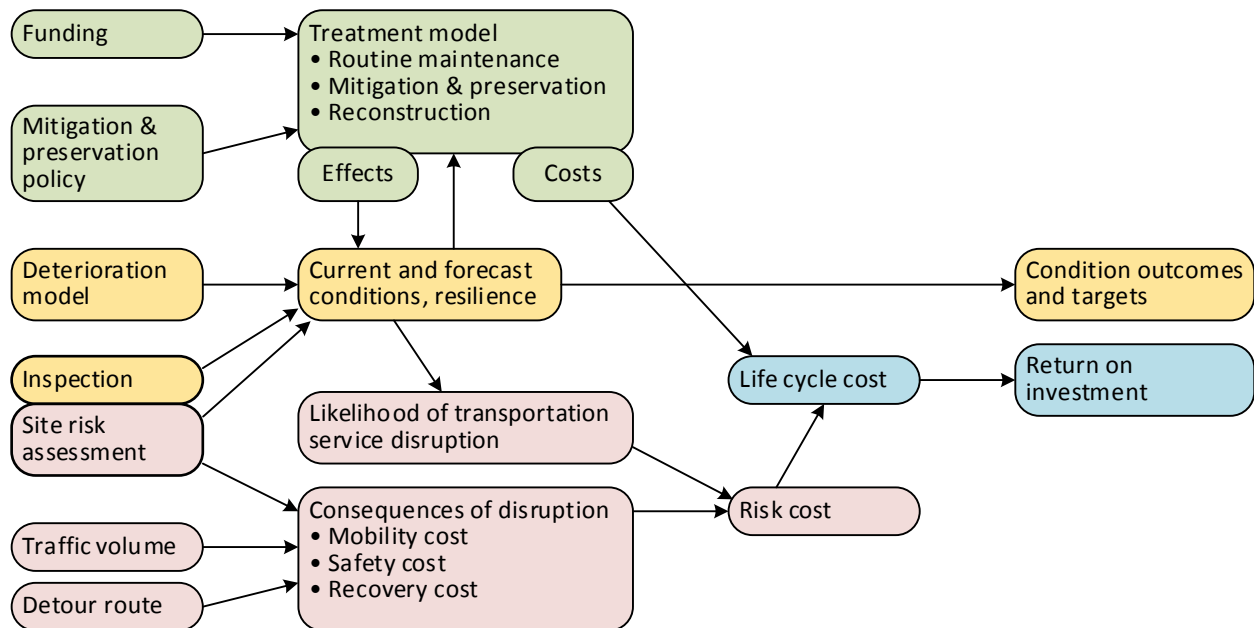 Funding
Treatment model
• Routine maintenance
• Mitigation & preservation
• Reconstruction
Mitigation &
preservation
policy
Effects
Costs
Deterioration
model
Current and forecast
conditions, resilience
Condition outcomes
and targets
Inspection
Site risk
assessment
Likelihood of transportation
service disruption
Life cycle cost
Return on
investment
Consequences of disruption
• Mobility cost
• Safety cost
• Recovery cost
Risk cost
Traffic volume
Detour route